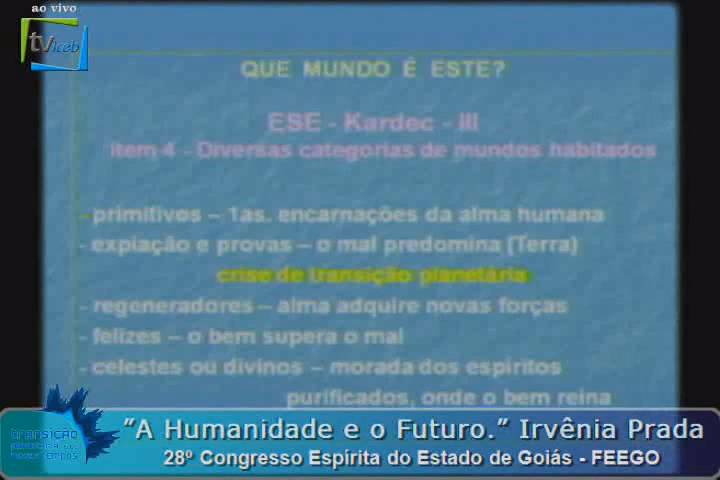 ao vivo
tViceb
QUE MUNDO É ESTE?
ESE - Kardec - III
item 4 - Diversas categorias de mundos habitados
- primitivos – 1as. encarnações da alma humana
- expiação e provas – o mal predomina (Terra)
crise de transição planetária
- regeneradores – alma adquire novas forças
- felizes – o bem supera o mal
- celestes ou divinos – morada dos espíritos
purificados, onde o bem reina
transição
"A Humanidade e o Futuro." Irvênia Prada
28º Congresso Espírita do Estado de Goiás - FEEGO